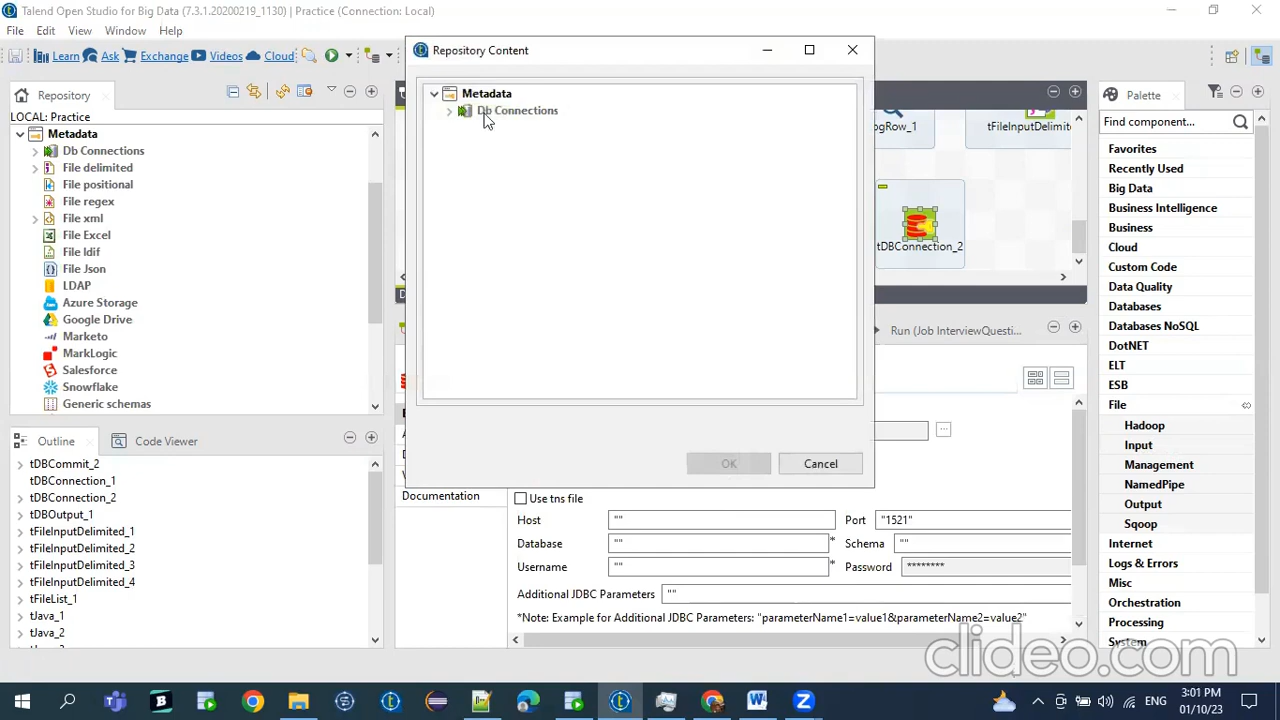 Talend Open Studio for Big Data (7.3.1.20200219_1130) | Practice (Connection: Local)
File Edit View Window Help
Learn Ask Exchange Videos Cloud
Repository
LOCAL: Practice
Metadata
Db Connections
File delimited
File positional
File regex
File xml
File Excel
File ldif
File Json
LDAP
Azure Storage
Google Drive
Marketo
MarkLogic
Salesforce
Snowflake
Generic schemas
Outline
Code Viewer
tDBCommit_2
tDBConnection_1
tDBConnection_2
tDBOutput_1
tFileInputDelimited_1
tFileInputDelimited_2
tFileInputDelimited_3
tFileInputDelimited_4
tFileList_1
tJava_1
tJava_2
Repository Content
Metadata
Db Connections
OK
Cancel
ogRow_1
tFileInputDelimite
tDBConnection_2
Run (Job InterviewQuesti...
Documentation
Use tns file
Host ""
Port "1521"
Database "" *
Schema ""
Username "" *
Password ********
Additional JDBC Parameters ""
*Note: Example for Additional JDBC Parameters: "parameterName1=value1&parameterName2=value2"
Palette
Find component...
Favorites
Recently Used
Big Data
Business Intelligence
Business
Cloud
Custom Code
Data Quality
Databases
Databases NoSQL
DotNET
ELT
ESB
File
Hadoop
Input
Management
NamedPipe
Output
Sqoop
Internet
Logs & Errors
Misc
Orchestration
Processing
System
clideo.com
ENG
3:01 PM
01/10/23